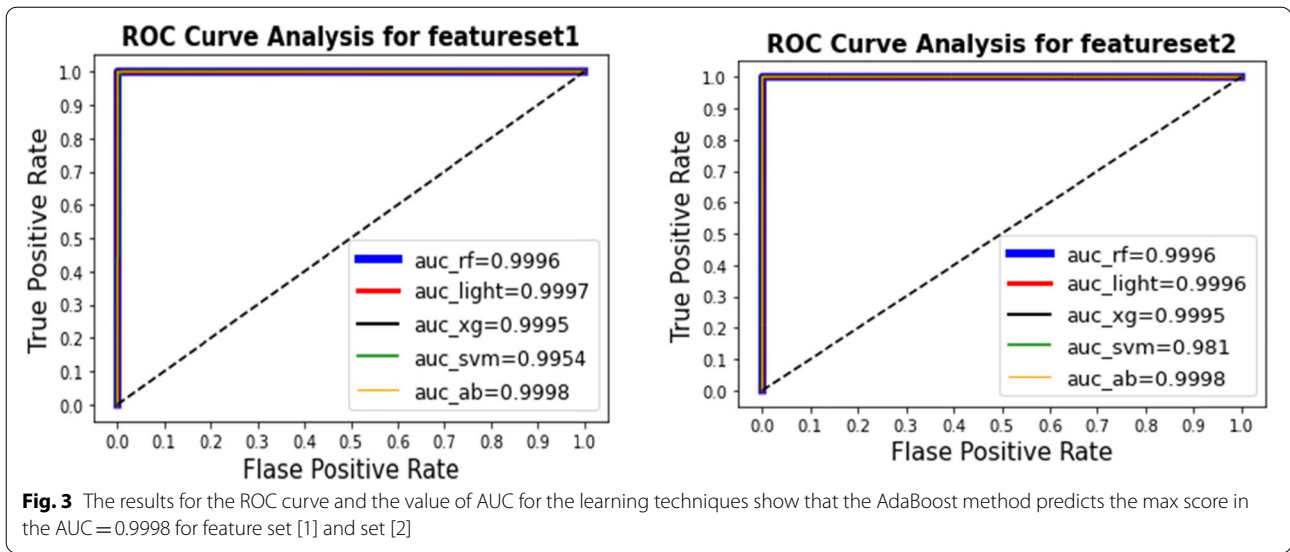 ROC Curve Analysis for featureset1
True Positive Rate
1.0
0.9
0.8
0.7
0.6
0.5
0.4
0.3
0.2
0.1
0.0
auc_rf=0.9996
auc_light=0.9997
auc_xg=0.9995
auc_svm=0.9954
auc_ab=0.9998
0.0 0.1 0.2 0.3 0.4 0.5 0.6 0.7 0.8 0.9 1.0
Flase Positive Rate
ROC Curve Analysis for featureset2
True Positive Rate
1.0
0.9
0.8
0.7
0.6
0.5
0.4
0.3
0.2
0.1
0.0
auc_rf=0.9996
auc_light=0.9996
auc_xg=0.9995
auc_svm=0.981
auc_ab=0.9998
0.0 0.1 0.2 0.3 0.4 0.5 0.6 0.7 0.8 0.9 1.0
Flase Positive Rate
Fig. 3 The results for the ROC curve and the value of AUC for the learning techniques show that the AdaBoost method predicts the max score in
the AUC = 0.9998 for feature set [1] and set [2]